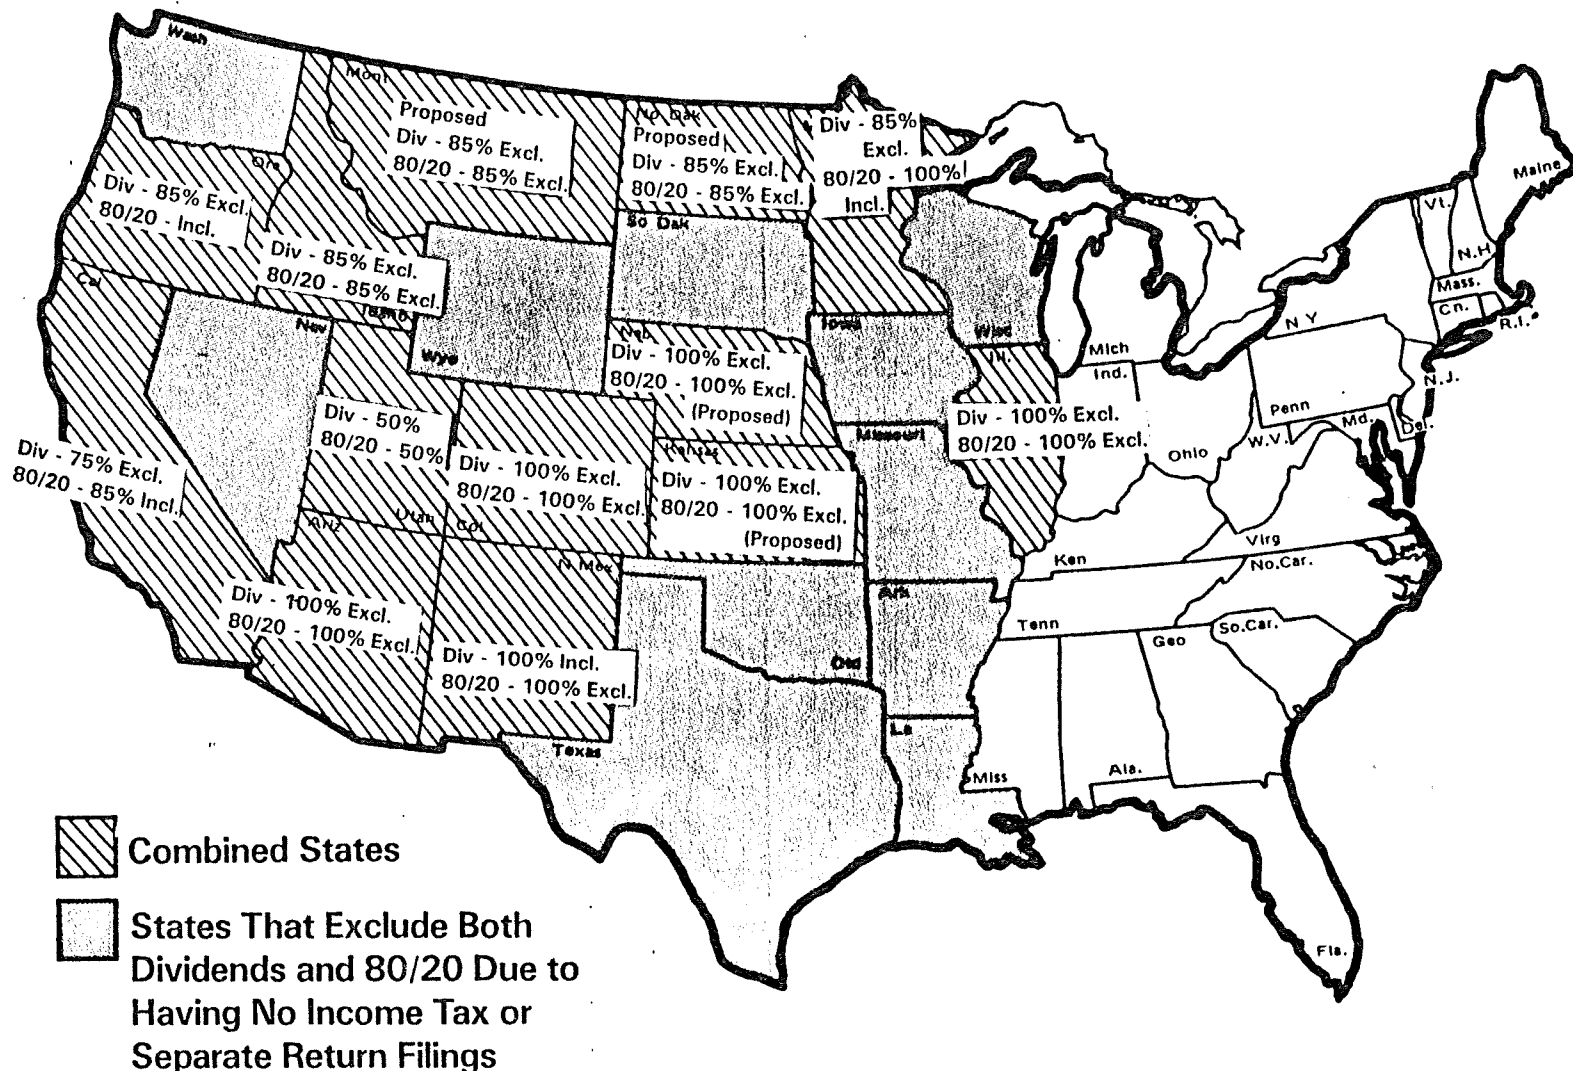 Wash
Mont
Proposed
Div - 85% Excl.
80/20 - 85% Excl.
No Dak
Proposed
Div - 85% Excl.
80/20 - 85% Excl.
Div - 85%
Excl.
80/20 - 100%
Incl.
Ore
Div - 85% Excl.
80/20 - Incl.
Div - 85% Excl.
80/20 - 85% Excl.
Idaho
So Dak
Wisc
Maine
Vt.
N.H.
Mass.
Cn.
R.I.
N Y
Cal
Nev
Wyo
Neb
Div - 100% Excl.
80/20 - 100% Excl.
(Proposed)
Iowa
Ill.
Mich
Ind.
N.J.
Penn
Md.
Del.
W.V.
Ohio
Div - 75% Excl.
80/20 - 85% Incl.
Div - 50%
80/20 - 50%
Utah
Col
Div - 100% Excl.
80/20 - 100% Excl.
Kansas
Div - 100% Excl.
80/20 - 100% Excl.
(Proposed)
Missouri
Div - 100% Excl.
80/20 - 100% Excl.
Virg
Ken
No.Car.
Ariz
Div - 100% Excl.
80/20 - 100% Excl.
N Mex
Div - 100% Incl.
80/20 - 100% Excl.
Ark
Tenn
Geo
So.Car.
Texas
La
Miss
Ala.
Fla.
Combined States
States That Exclude Both
Dividends and 80/20 Due to
Having No Income Tax or
Separate Return Filings